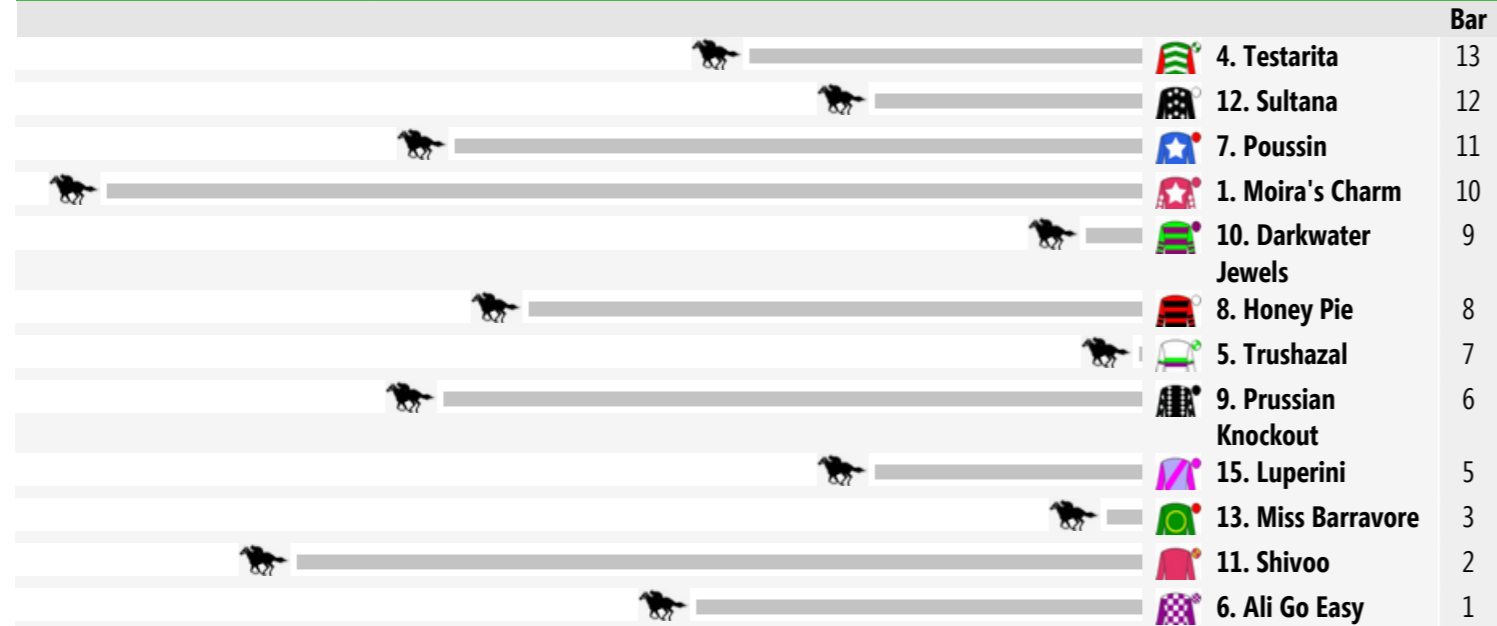 Bar
4. Testarita 13
12. Sultana 12
7. Poussin 11
1. Moira's Charm 10
10. Darkwater 9
Jewels
8. Honey Pie 8
5. Trushazal 7
9. Prussian 6
Knockout
15. Luperini 5
13. Miss Barravore 3
11. Shivoo 2
6. Ali Go Easy 1